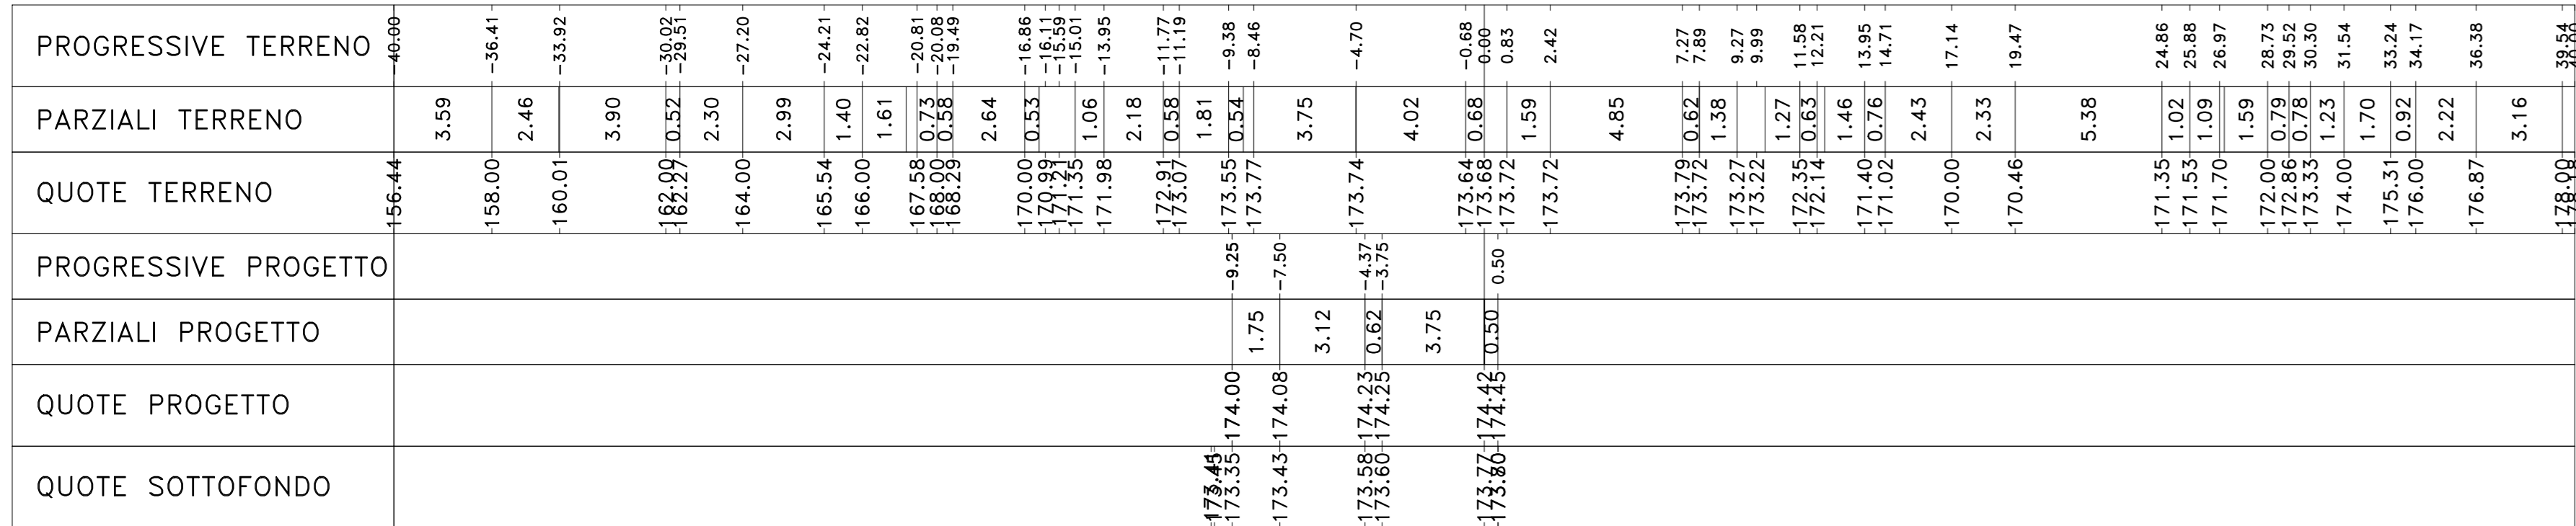 PROGRESSIVE TERRENO -40.00 -36.41 -33.92 -30.02 -29.51 -27.20 -24.21 -22.82 -20.81 -20.08 -19.49 -16.86 -16.11 -15.59 -15.01 -13.95 -11.77 -11.19 -9.38 -8.46 -4.70 -0.68 0.00 0.83 2.42 7.27 7.89 9.27 9.99 11.58 12.21 13.95 14.71 17.14 19.47 24.86 25.88 26.97 28.73 29.52 30.30 31.54 33.24 34.17 36.38 39.54 40.00
PARZIALI TERRENO 3.59 2.46 3.90 0.52 2.30 2.99 1.40 1.61 0.73 0.58 2.64 0.53 1.06 2.18 0.58 1.81 0.54 3.75 4.02 0.68 1.59 4.85 0.62 1.38 1.27 0.63 1.46 0.76 2.43 2.33 5.38 1.02 1.09 1.59 0.79 0.78 1.23 1.70 0.92 2.22 3.16
QUOTE TERRENO 156.44 158.00 160.01 162.00 162.27 164.00 165.54 166.00 167.58 168.00 168.29 170.00 170.99 171.21 171.35 171.98 172.91 173.07 173.55 173.77 173.74 173.64 173.68 173.72 173.72 173.79 173.72 173.27 173.22 172.35 172.14 171.40 171.02 170.00 170.46 171.35 171.53 171.70 172.00 172.86 173.33 174.00 175.31 176.00 176.87 178.00
PROGRESSIVE PROGETTO -9.25 -7.50 -4.37 -3.75 0.50
PARZIALI PROGETTO 1.75 3.12 0.62 3.75 0.50
QUOTE PROGETTO 174.00 174.08 174.23 174.25 174.42 174.45
QUOTE SOTTOFONDO 173.35 173.43 173.58 173.60 173.77 173.80